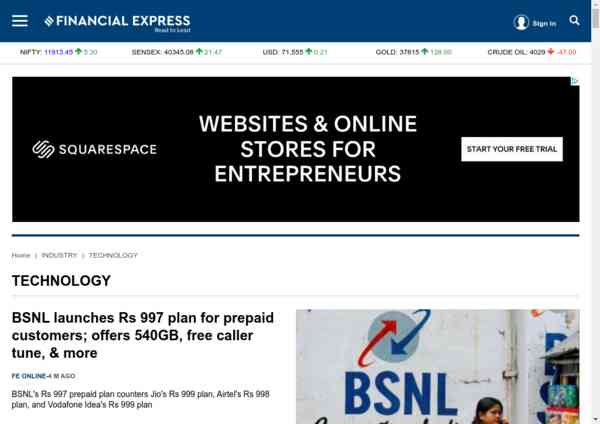 FINANCIAL EXPRESS
Read to Lead
Sign In
NIFTY: 11913.45 5.30
SENSEX: 40345.08 21.47
USD: 71.555 0.21
GOLD: 37815 128.00
CRUDE OIL: 4029 -47.00
SQUARESPACE
WEBSITES & ONLINE
STORES FOR
ENTREPRENEURS
START YOUR FREE TRIAL
Home | INDUSTRY | TECHNOLOGY
TECHNOLOGY
BSNL launches Rs 997 plan for prepaid
customers; offers 540GB, free caller
tune, & more
FE ONLINE-4 M AGO
BSNL's Rs 997 prepaid plan counters Jio's Rs 999 plan, Airtel's Rs 998
plan, and Vodafone Idea's Rs 999 plan
BSNL